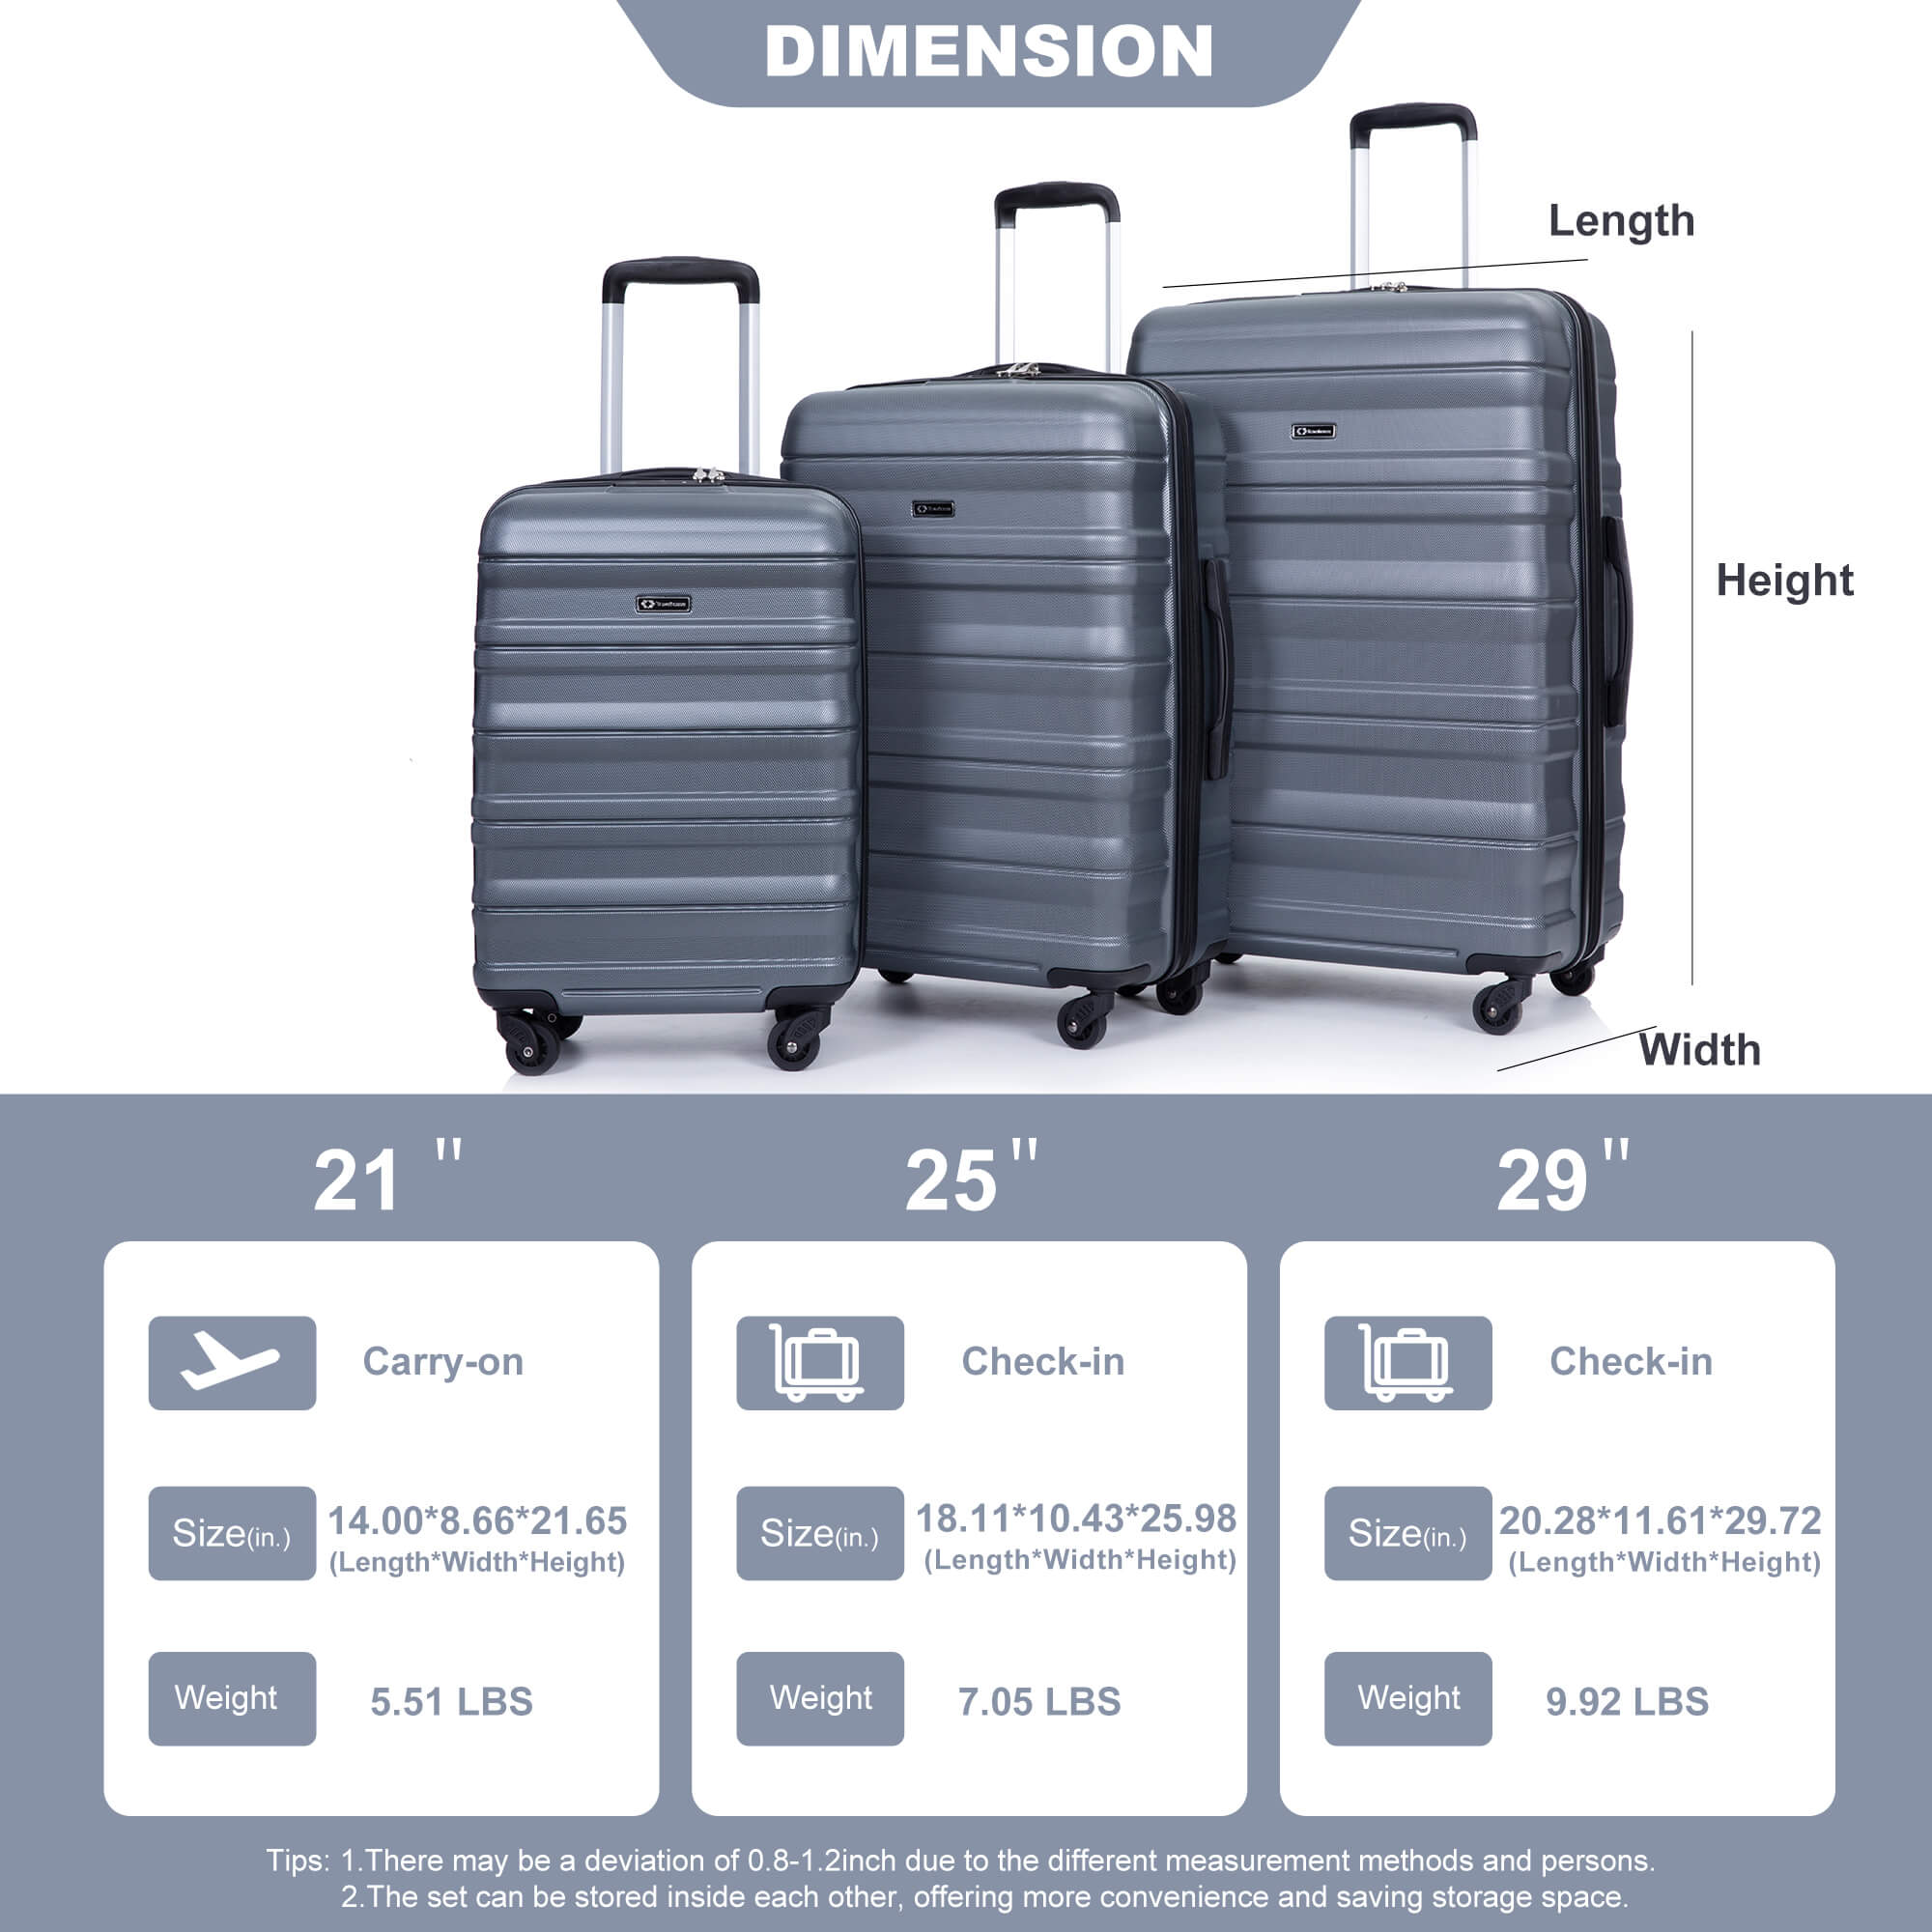 DIMENSION
Length
Height
Width
21 "
25"
29"
Carry-on
Size(in.)
14.00*8.66*21.65
(Length*Width*Height)
Weight
5.51 LBS
Check-in
Size(in.)
18.11*10.43*25.98
(Length*Width*Height)
Weight
7.05 LBS
Check-in
Size(in.)
20.28*11.61*29.72
(Length*Width*Height)
Weight
9.92 LBS
Tips: 1.There may be a deviation of 0.8-1.2inch due to the different measurement methods and persons.
2.The set can be stored inside each other, offering more convenience and saving storage space.